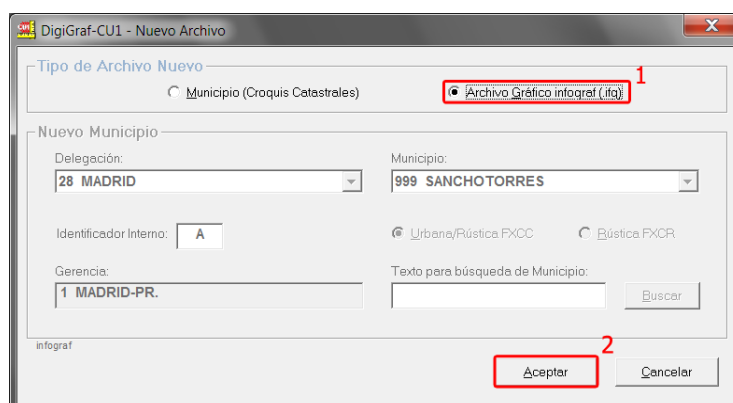 DigiGraf-CU1 - Nuevo Archivo
Tipo de Archivo Nuevo
1
Municipio (Croquis Catastrales) Archivo Gráfico infograf (.ifg)
Nuevo Municipio
Delegación: Municipio:
28 MADRID 999 SANCHOTORRES
Identificador Interno: A Urbana/Rústica FXCC Rústica FXCR
Gerencia: Texto para búsqueda de Municipio:
1 MADRID-PR. Buscar
infograf
2
Aceptar Cancelar